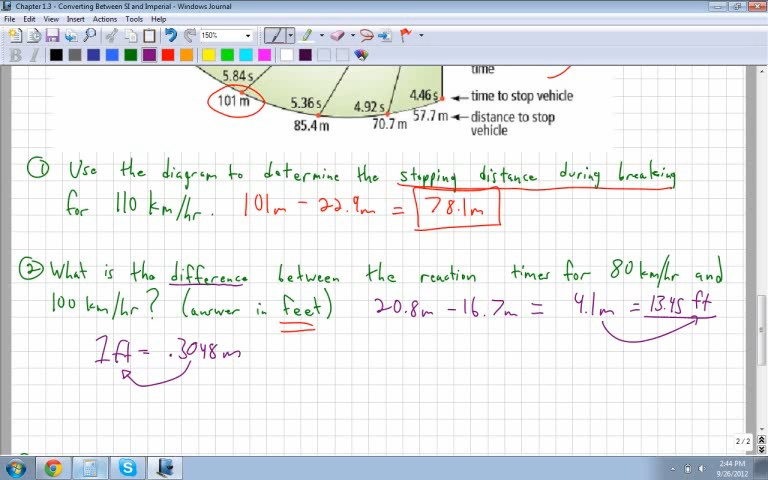 Chapter 1.3 - Converting Between SI and Imperial - Windows Journal
File Edit View Insert Actions Tools Help
150%
B I
time
5.84 s
101 m
5.36 s
85.4 m
4.92 s
70.7 m
4.46 s
57.7 m
time to stop vehicle
distance to stop
vehicle
① Use the diagram to determine the stopping distance during breaking
for 110 km/hr. 101m - 22.9m = 78.1m
② What is the difference between the reaction times for 80 km/hr and
100 km/hr? (answer in feet) 20.8m - 16.7m = 4.1m = 13.45 ft
1 ft = .3048 m
2 / 2
2:44 PM
9/26/2012